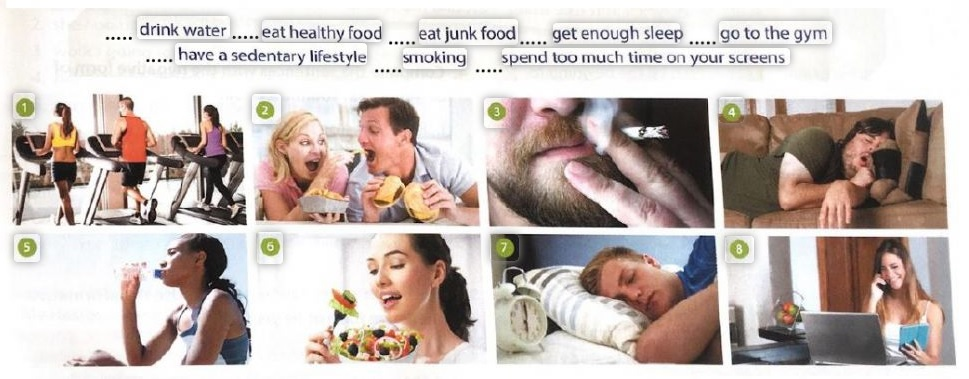 ..... drink water ..... eat healthy food ..... eat junk food ..... get enough sleep ..... go to the gym
..... have a sedentary lifestyle ..... smoking ..... spend too much time on your screens
1 2 3 4
5 6 7 8